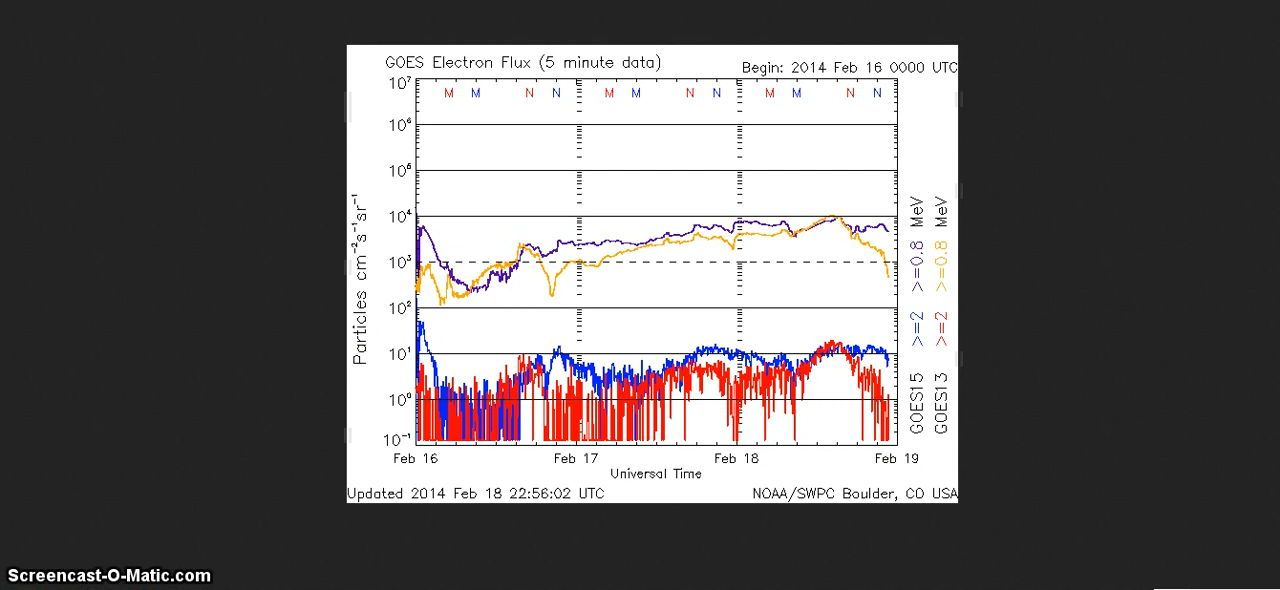 GOES Electron Flux (5 minute data)
Begin: 2014 Feb 16 0000 UTC
M M N N M M N N M M N N
10⁷
10⁶
10⁵
10⁴
10³
10²
10¹
10⁰
10⁻¹
Particles cm⁻²s⁻¹sr⁻¹
Feb 16 Feb 17 Feb 18 Feb 19
Universal Time
GOES15 >=2 >=0.8 MeV
GOES13 >=2 >=0.8 MeV
Updated 2014 Feb 18 22:56:02 UTC
NOAA/SWPC Boulder, CO USA
Screencast-O-Matic.com